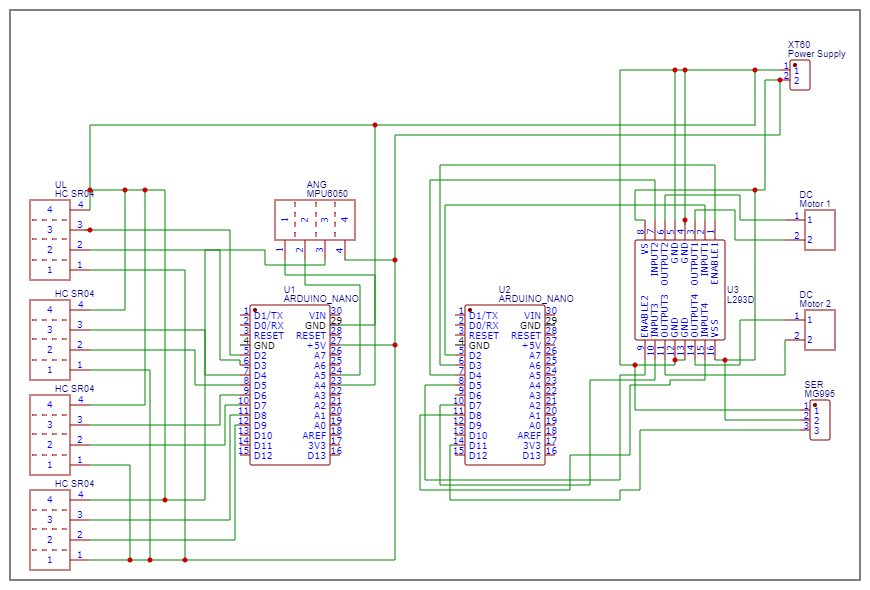 XT60
Power Supply
1
1
2
2
UL
HC SR04
4
4
3
3
2
2
1
1
ANG
MPU6050
1
2
3
4
1
2
3
4
DC
Motor 1
1
1
2
2
8
7
6
5
4
3
2
1
VS
INPUT2
OUTPUT2
GND
GND
OUTPUT1
INPUT1
ENABLE1
U3
L293D
ENABLE2
INPUT3
OUTPUT3
GND
GND
OUTPUT4
INPUT4
VSS
9
10
11
12
13
14
15
16
HC SR04
4
4
3
3
2
2
1
1
U1
ARDUINO_NANO
1 D1/TX VIN 30
2 D0/RX GND 29
3 RESET RESET 28
4 GND +5V 27
5 D2 A7 26
6 D3 A6 25
7 D4 A5 24
8 D5 A4 23
9 D6 A3 22
10 D7 A2 21
11 D8 A1 20
12 D9 A0 19
13 D10 AREF 18
14 D11 3V3 17
15 D12 D13 16
U2
ARDUINO_NANO
1 D1/TX VIN 30
2 D0/RX GND 29
3 RESET RESET 28
4 GND +5V 27
5 D2 A7 26
6 D3 A6 25
7 D4 A5 24
8 D5 A4 23
9 D6 A3 22
10 D7 A2 21
11 D8 A1 20
12 D9 A0 19
13 D10 AREF 18
14 D11 3V3 17
15 D12 D13 16
DC
Motor 2
1
1
2
2
HC SR04
4
4
3
3
2
2
1
1
SER
MG995
1
1
2
2
3
3
HC SR04
4
4
3
3
2
2
1
1